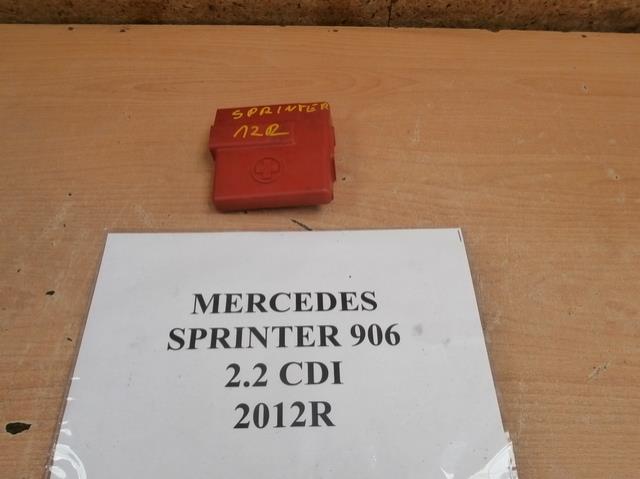 SPRINTER
12R
MERCEDES
SPRINTER 906
2.2 CDI
2012R